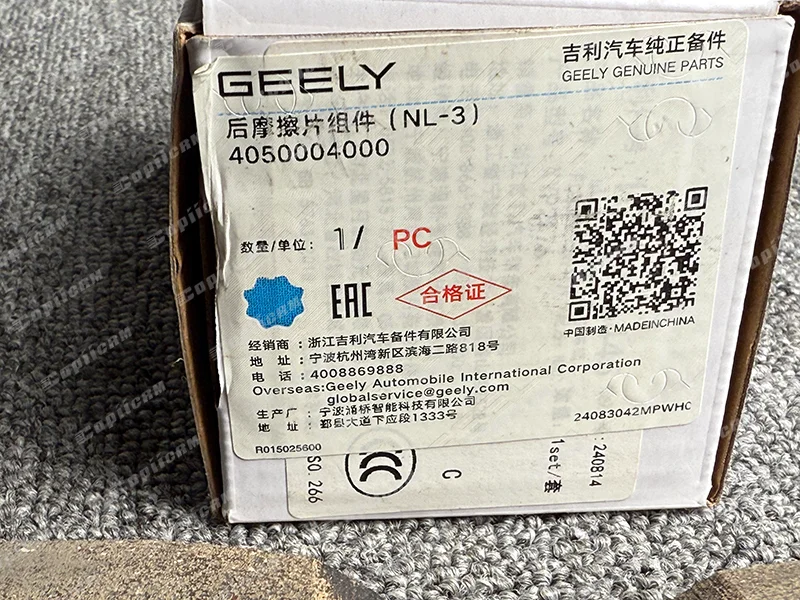 GEELY
吉利汽车纯正备件
GEELY GENUINE PARTS
后摩擦片组件 (NL-3)
4050004000
数量/单位: 1/ PC
EAC
合格证
中国制造·MADEINCHINA
经销商：浙江吉利汽车备件有限公司
地 址：宁波杭州湾新区滨海二路818号
电 话：4008869888
Overseas:Geely Automobile International Corporation
globalservice@geely.com
24083042MPWHC
生产厂：宁波鸿桥智能科技有限公司
地 址：鄞县大道下应段1333号
R015025600
SO. 266
CCC
C
1set/套
:240814
SopiiCAM